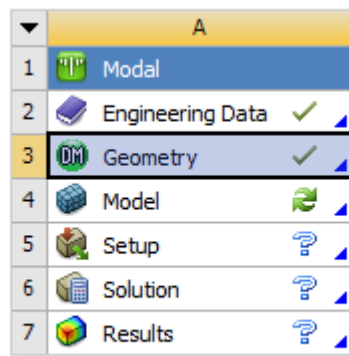 A
1 Modal
2 Engineering Data
3 DM Geometry
4 Model
5 Setup
6 Solution
7 Results